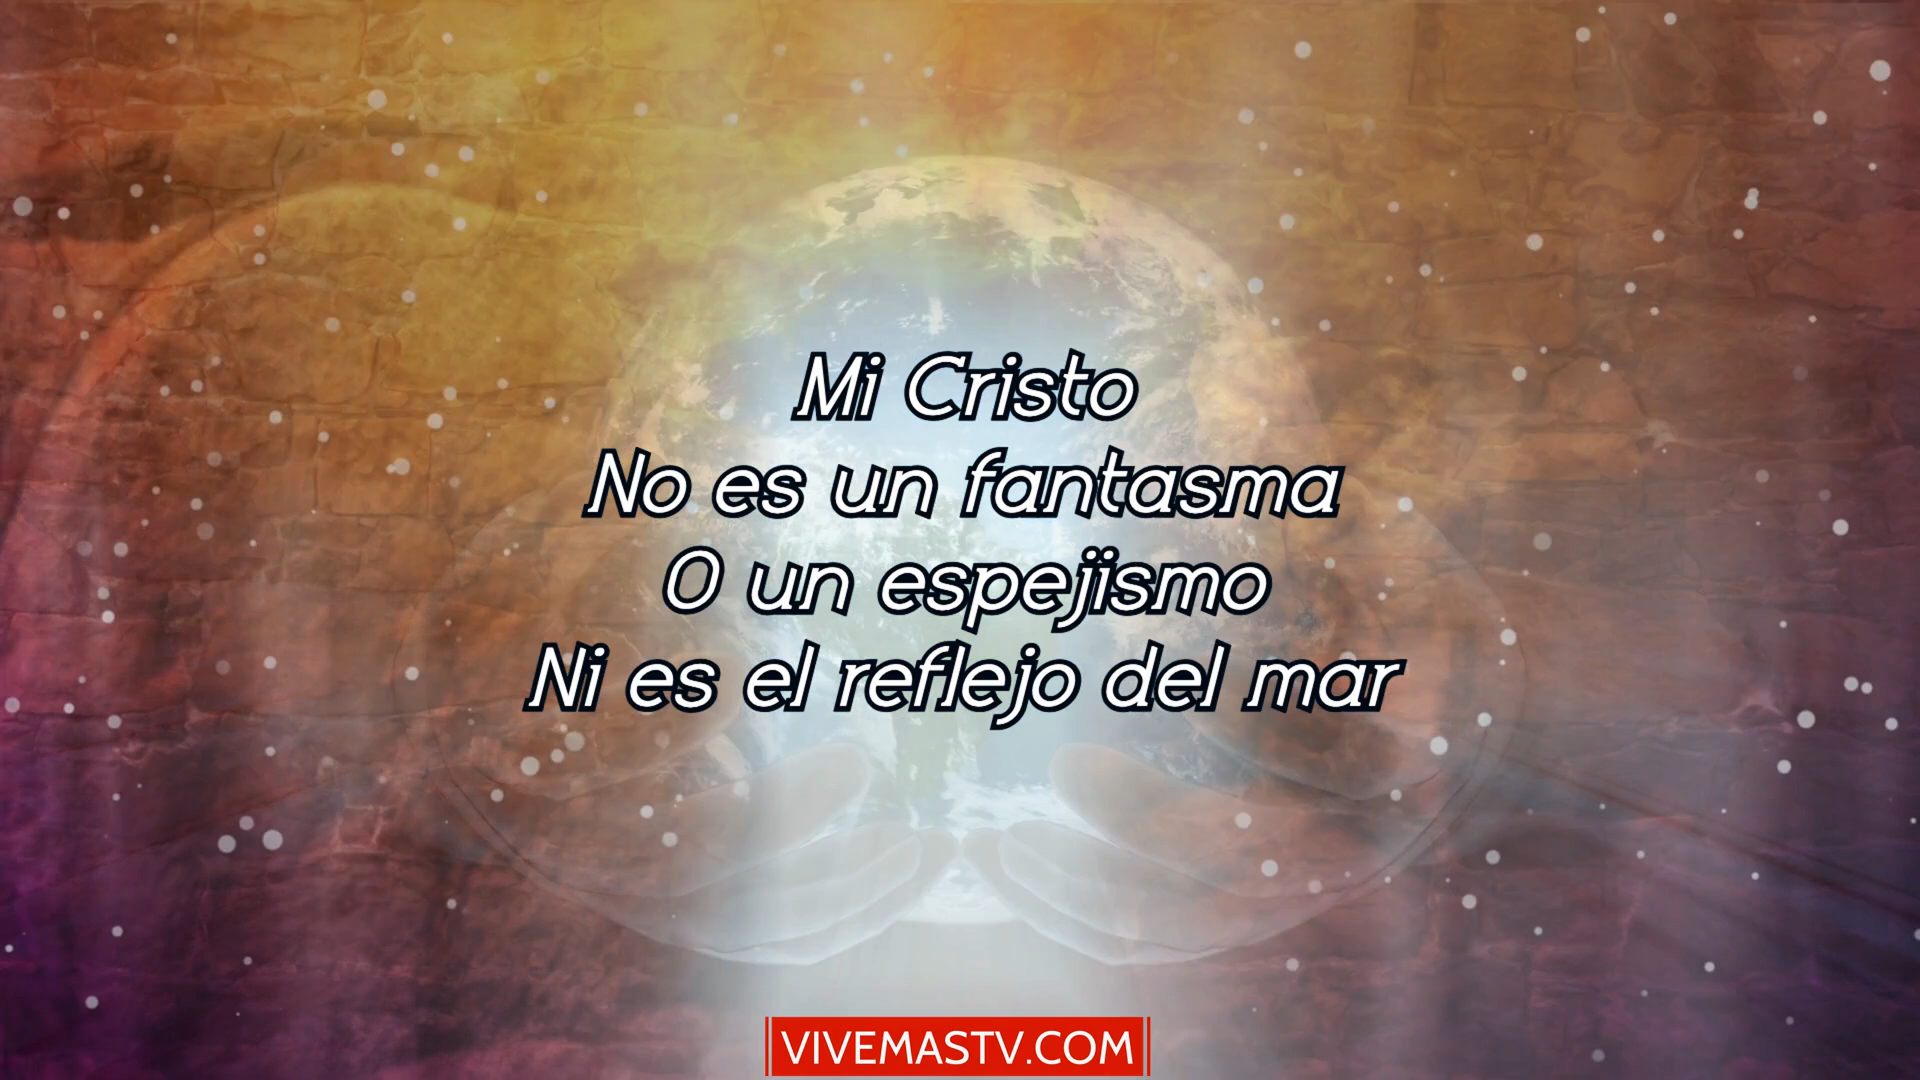 Mi Cristo
No es un fantasma
O un espejismo
Ni es el reflejo del mar
VIVEMASTV.COM